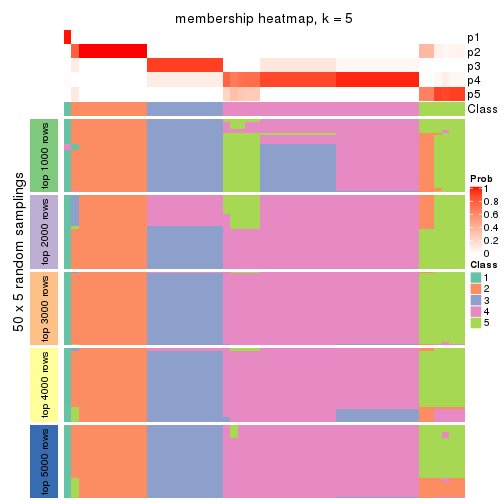 membership heatmap, k = 5
p1
p2
p3
p4
p5
Class
50 x 5 random samplings
top 1000 rows
top 2000 rows
top 3000 rows
top 4000 rows
top 5000 rows
Prob
1
0.8
0.6
0.4
0.2
0
Class
1
2
3
4
5